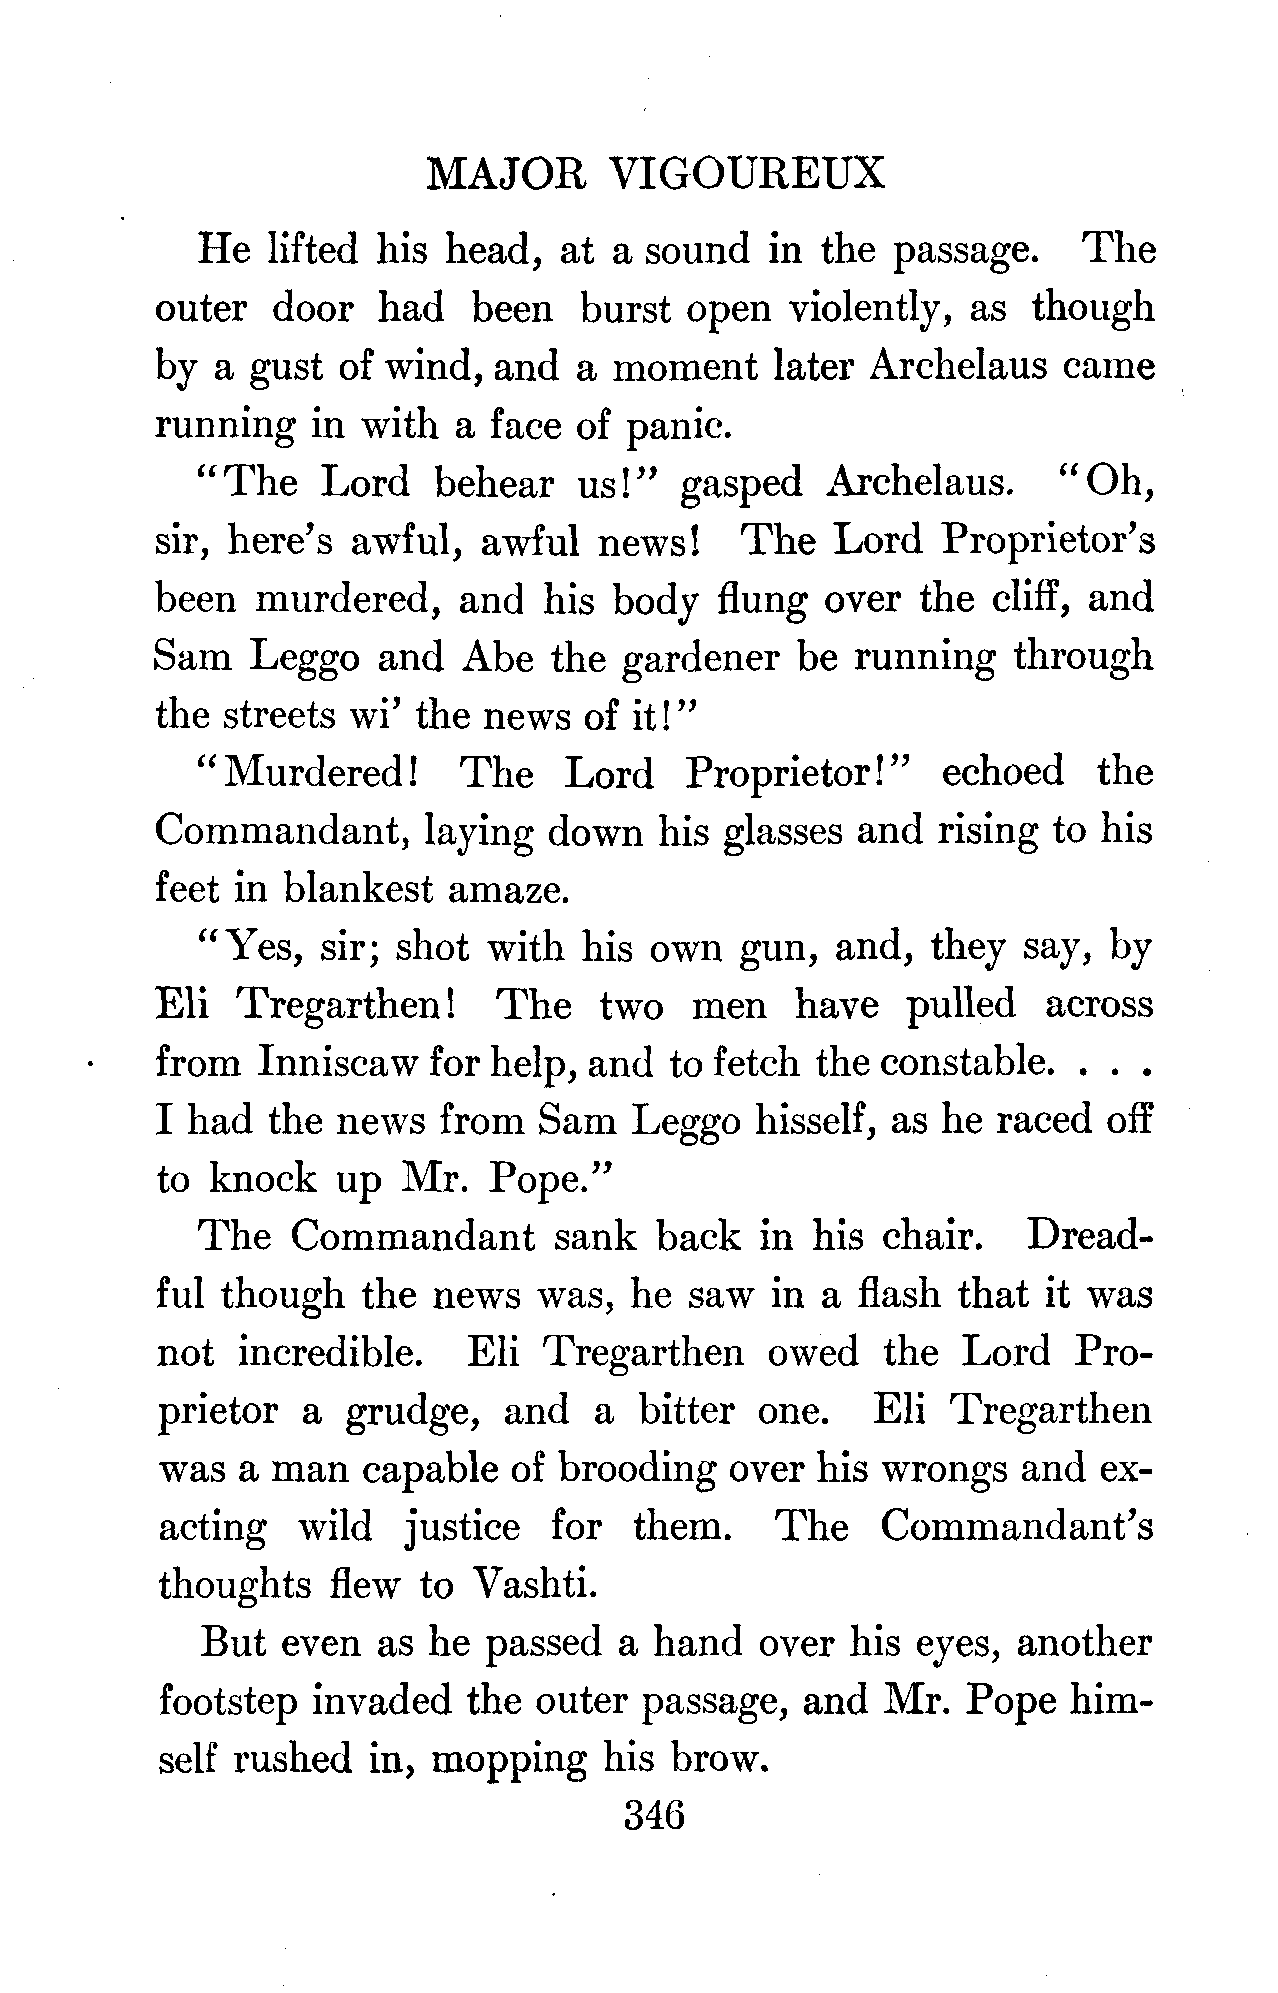 MAJOR VIGOUREUX
He lifted his head, at a sound in the passage. The
outer door had been burst open violently, as though
by a gust of wind, and a moment later Archelaus came
running in with a face of panic.
"The Lord behear us!" gasped Archelaus. "Oh,
sir, here's awful, awful news! The Lord Proprietor's
been murdered, and his body flung over the cliff, and
Sam Leggo and Abe the gardener be running through
the streets wi' the news of it!"
"Murdered! The Lord Proprietor!" echoed the
Commandant, laying down his glasses and rising to his
feet in blankest amaze.
"Yes, sir; shot with his own gun, and, they say, by
Eli Tregarthen! The two men have pulled across
from Inniscaw for help, and to fetch the constable. . . .
I had the news from Sam Leggo hisself, as he raced off
to knock up Mr. Pope."
The Commandant sank back in his chair. Dread-
ful though the news was, he saw in a flash that it was
not incredible. Eli Tregarthen owed the Lord Pro-
prietor a grudge, and a bitter one. Eli Tregarthen
was a man capable of brooding over his wrongs and ex-
acting wild justice for them. The Commandant's
thoughts flew to Vashti.
But even as he passed a hand over his eyes, another
footstep invaded the outer passage, and Mr. Pope him-
self rushed in, mopping his brow.
346